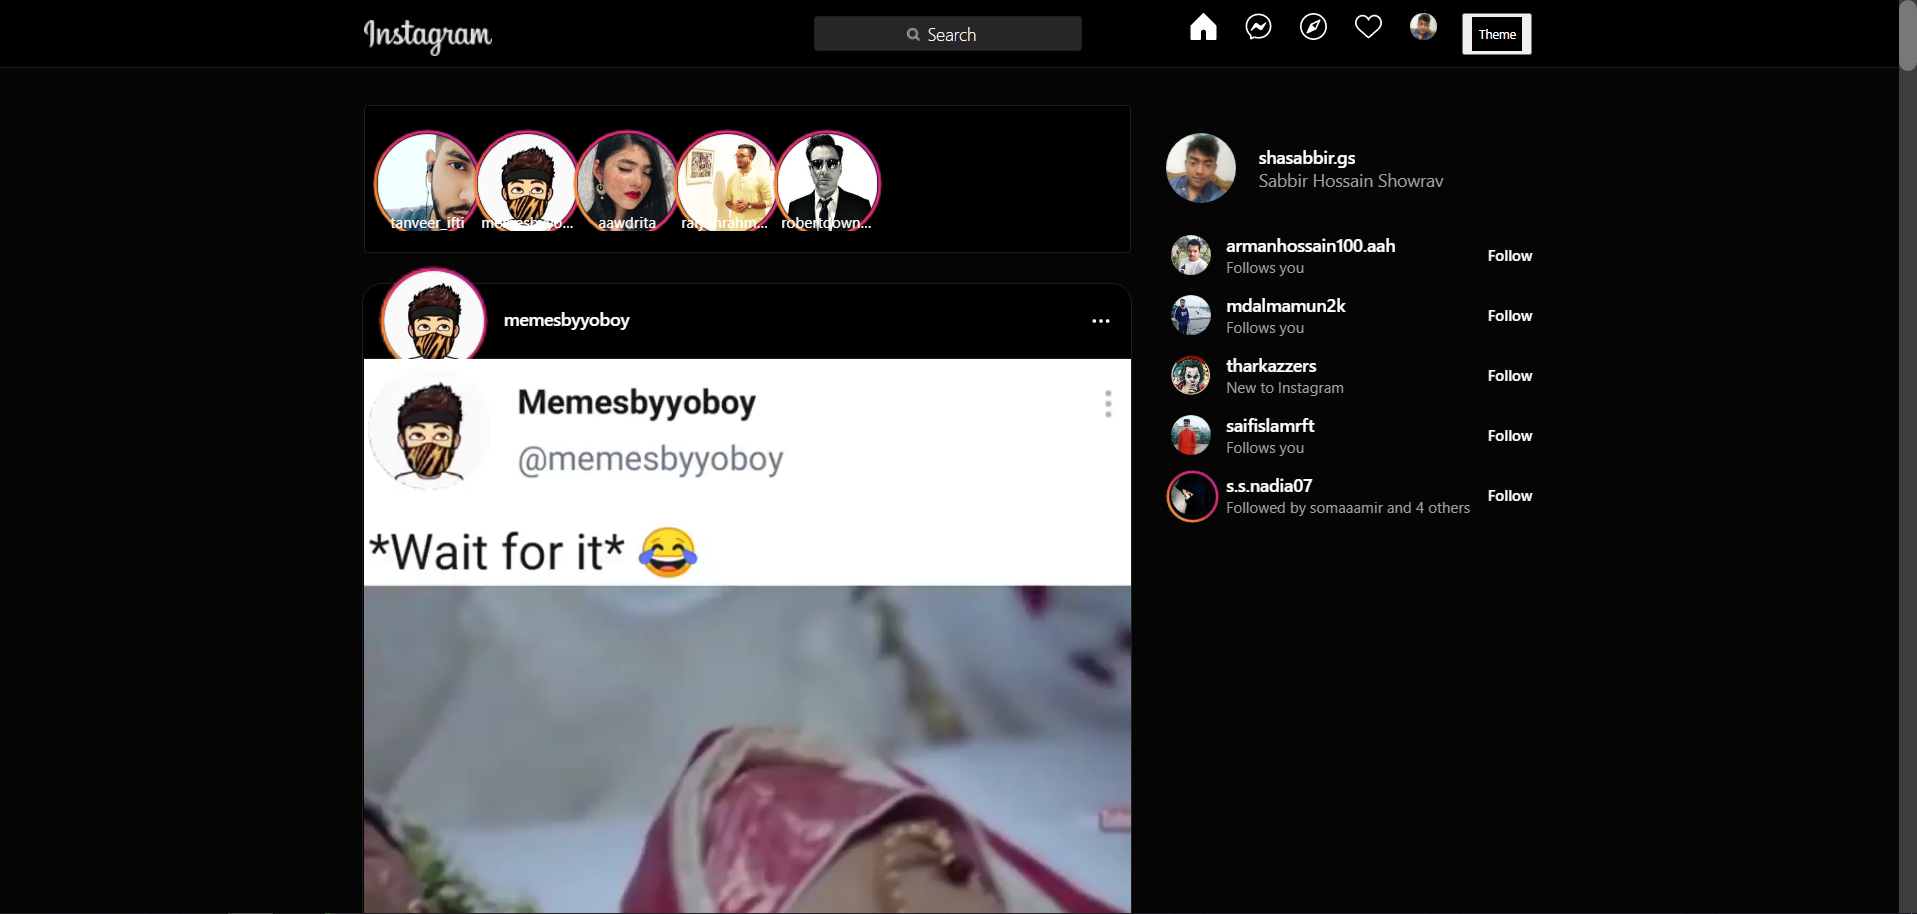 Instagram
Search
Theme
tanveer_ifti
memesbyyo...
aawdrita
robertdown...
shasabbir.gs
Sabbir Hossain Showrav
armanhossain100.aah
Follows you
Follow
mdalmamun2k
Follows you
Follow
tharkazzers
New to Instagram
Follow
saifislamrft
Follows you
Follow
s.s.nadia07
Followed by somaaamir and 4 others
Follow
memesbyyoboy
Memesbyyoboy
@memesbyyoboy
*Wait for it* 😂